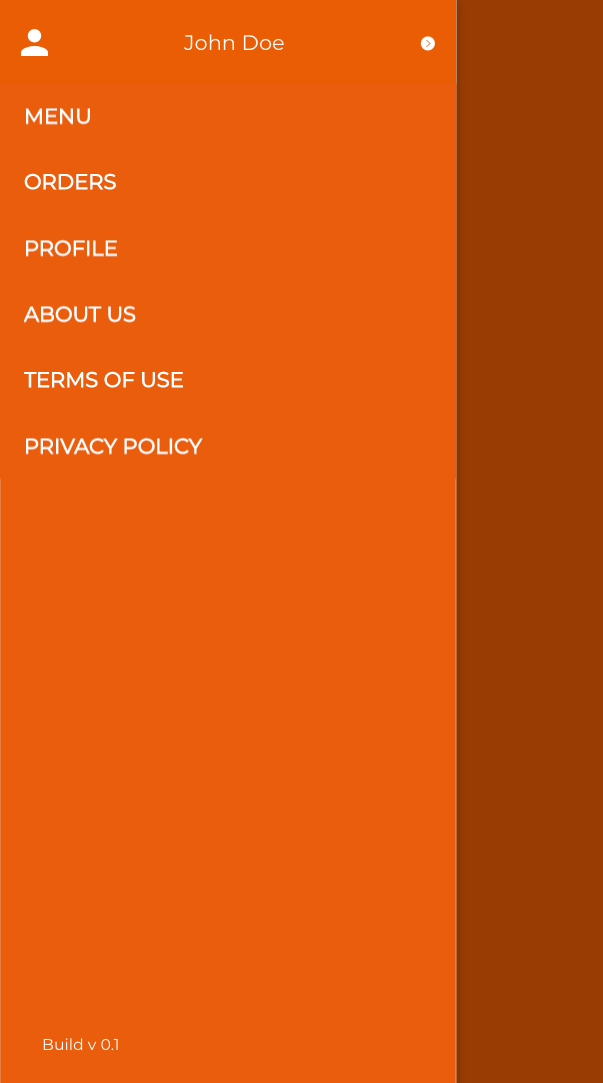 John Doe
MENU
ORDERS
PROFILE
ABOUT US
TERMS OF USE
PRIVACY POLICY
Build v 0.1